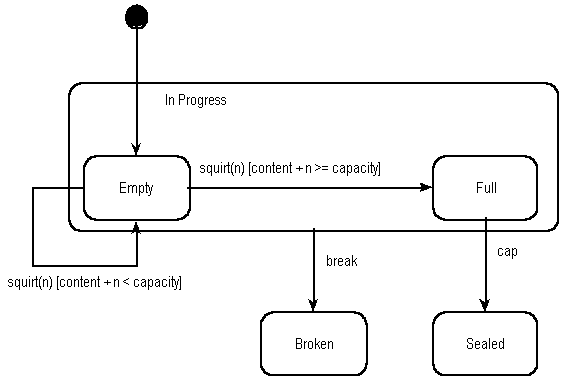 In Progress
squirt(n) [content + n >= capacity]
Empty
Full
squirt(n) [content + n < capacity]
break
cap
Broken
Sealed